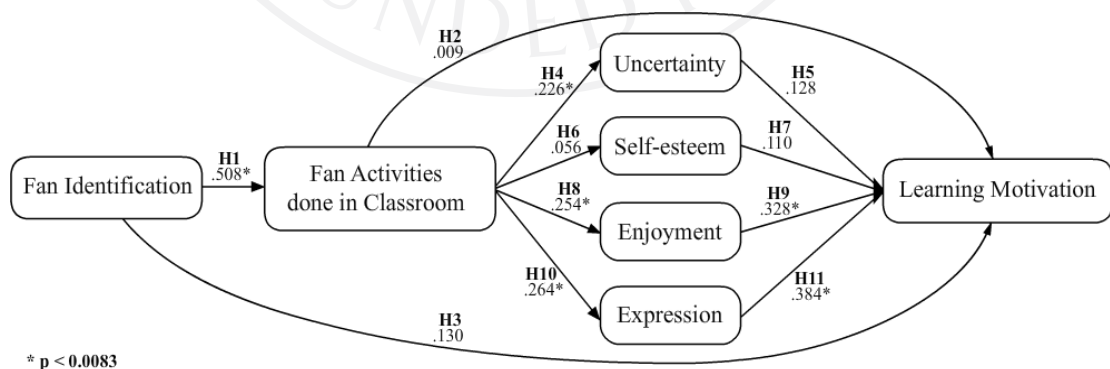 H2
.009
Uncertainty
H4
.226*
H5
.128
H6
.056
Self-esteem
H7
.110
Fan Identification
H1
.508*
Fan Activities
done in Classroom
Learning Motivation
H8
.254*
Enjoyment
H9
.328*
H10
.264*
Expression
H11
.384*
H3
.130
* p < 0.0083